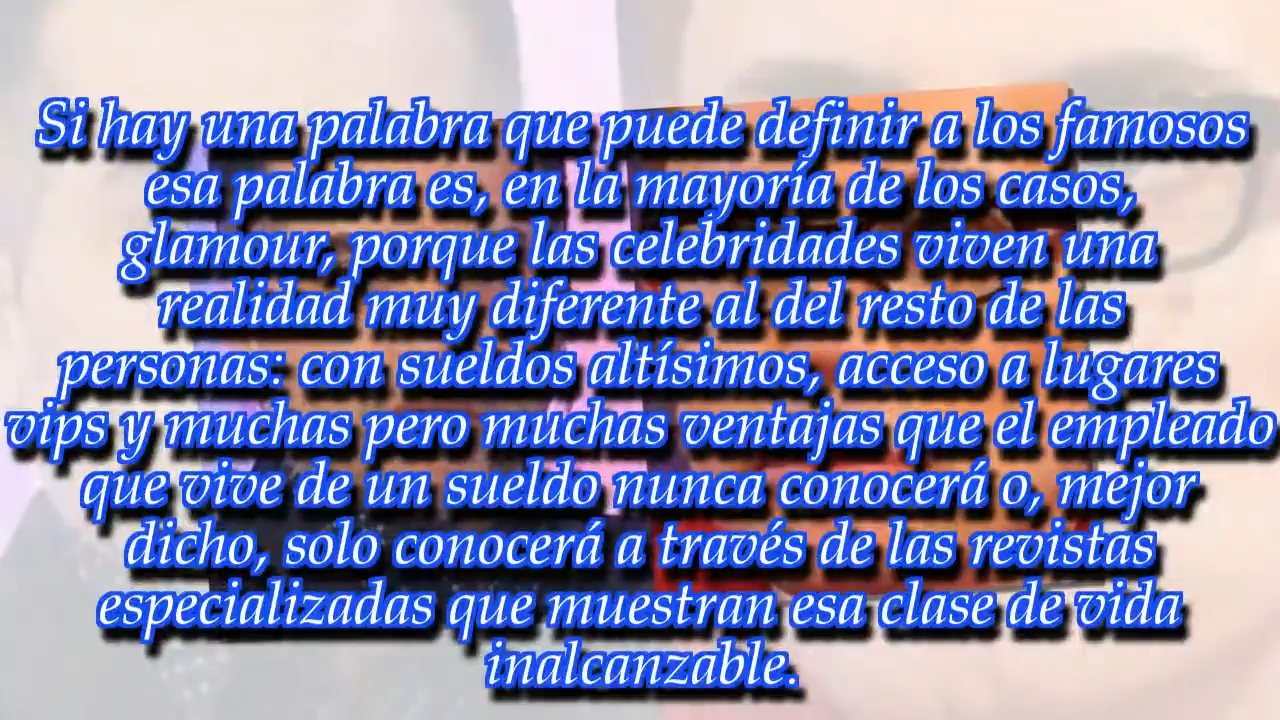 Si hay una palabra que puede definir a los famosos
esa palabra es, en la mayoría de los casos,
glamour, porque las celebridades viven una
realidad muy diferente al del resto de las
personas: con sueldos altísimos, acceso a lugares
vips y muchas pero muchas ventajas que el empleado
que vive de un sueldo nunca conocerá o, mejor
dicho, solo conocerá a través de las revistas
especializadas que muestran esa clase de vida
inalcanzable.